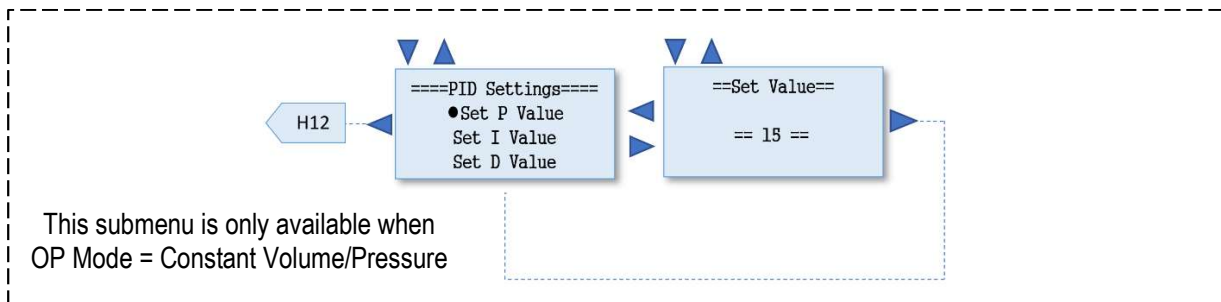 ====PID Settings====
●Set P Value
Set I Value
Set D Value
==Set Value==
== 15 ==
H12
This submenu is only available when
OP Mode = Constant Volume/Pressure